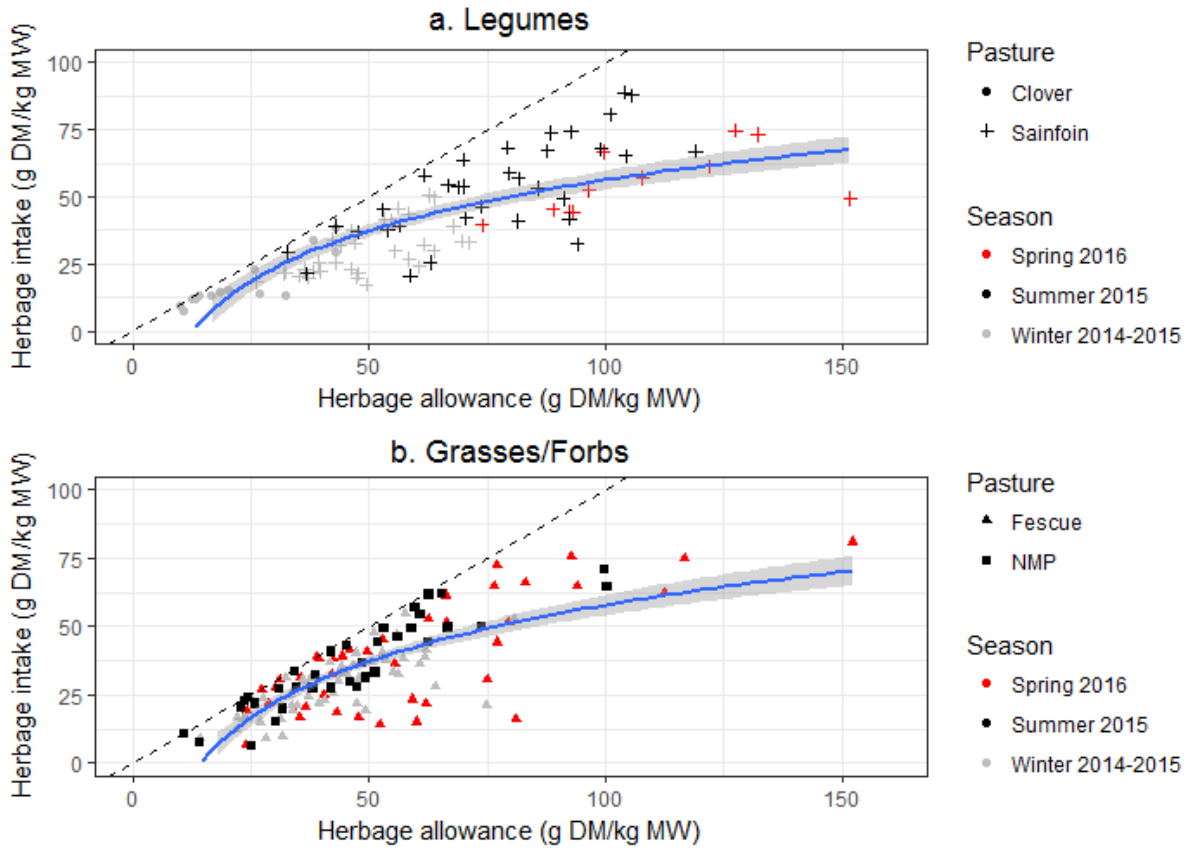 a. Legumes
Herbage intake (g DM/kg MW)
100
75
50
25
0
0
50
100
150
Herbage allowance (g DM/kg MW)
Pasture
Clover
Sainfoin
Season
Spring 2016
Summer 2015
Winter 2014-2015
b. Grasses/Forbs
Herbage intake (g DM/kg MW)
100
75
50
25
0
0
50
100
150
Herbage allowance (g DM/kg MW)
Pasture
Fescue
NMP
Season
Spring 2016
Summer 2015
Winter 2014-2015